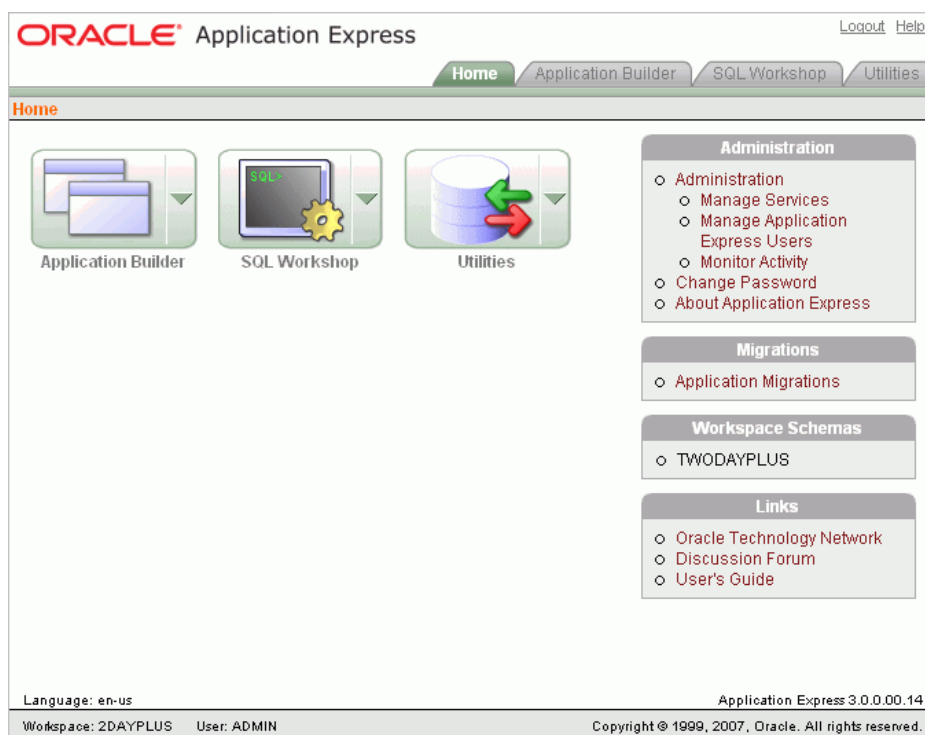 ORACLE Application Express
Logout Help
Home Application Builder SQL Workshop Utilities
Home
SQL>
Application Builder SQL Workshop Utilities
Administration
Administration
Manage Services
Manage Application
Express Users
Monitor Activity
Change Password
About Application Express
Migrations
Application Migrations
Workspace Schemas
TWODAYPLUS
Links
Oracle Technology Network
Discussion Forum
User's Guide
Language: en-us
Application Express 3.0.0.00.14
Workspace: 2DAYPLUS User: ADMIN
Copyright © 1999, 2007, Oracle. All rights reserved.